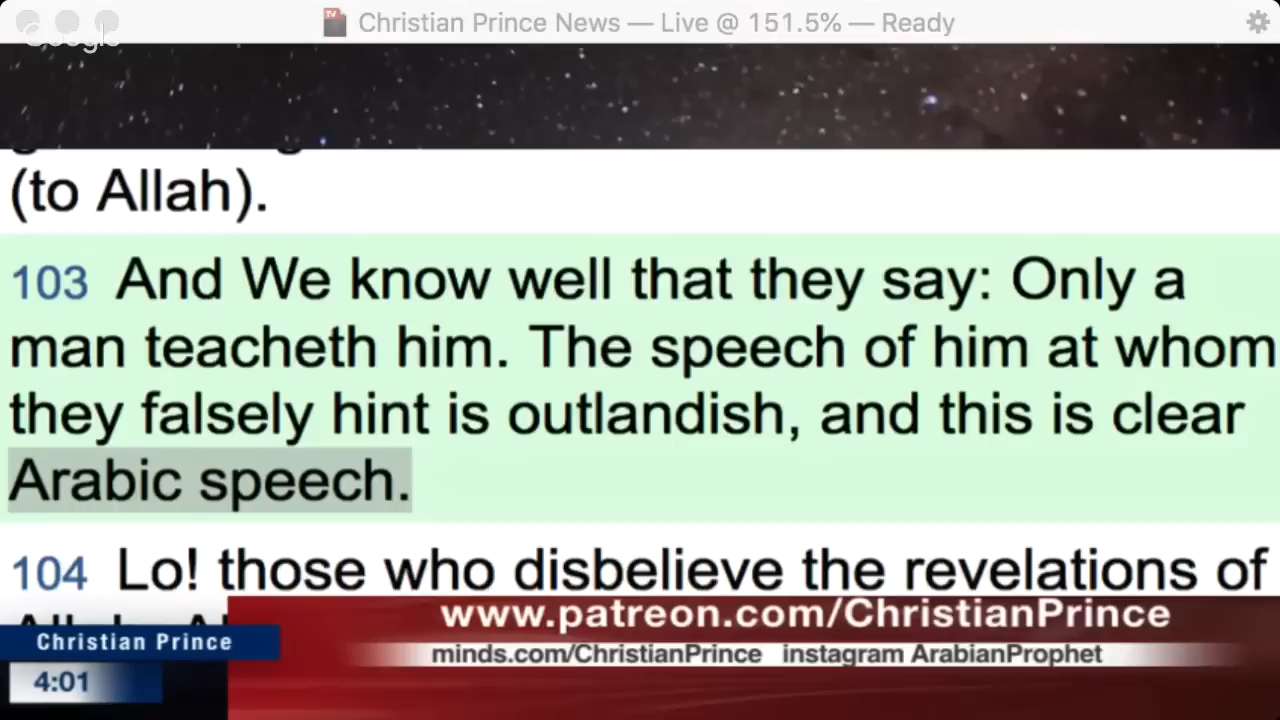 Christian Prince News — Live @ 151.5% — Ready
Google
(to Allah).
103 And We know well that they say: Only a
man teacheth him. The speech of him at whom
they falsely hint is outlandish, and this is clear
Arabic speech.
104 Lo! those who disbelieve the revelations of
www.patreon.com/ChristianPrince
Christian Prince
minds.com/ChristianPrince instagram ArabianProphet
4:01